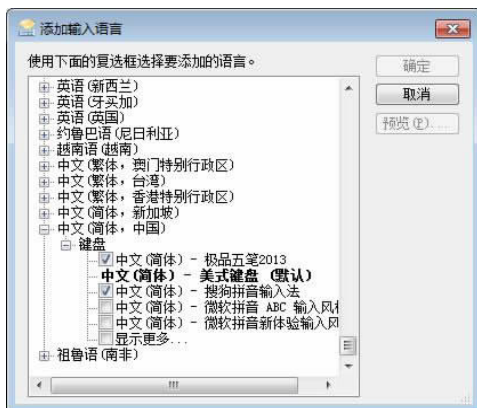 添加输入语言
使用下面的复选框选择要添加的语言。
确定
取消
预览(P)...
英语(新西兰)
英语(牙买加)
英语(英国)
约鲁巴语(尼日利亚)
越南语(越南)
中文(繁体，澳门特别行政区)
中文(繁体，台湾)
中文(繁体，香港特别行政区)
中文(简体，新加坡)
中文(简体，中国)
键盘
中文(简体) - 极品五笔2013
中文(简体) - 美式键盘 (默认)
中文(简体) - 搜狗拼音输入法
中文(简体) - 微软拼音 ABC 输入风格
中文(简体) - 微软拼音新体验输入风
显示更多...
祖鲁语(南非)